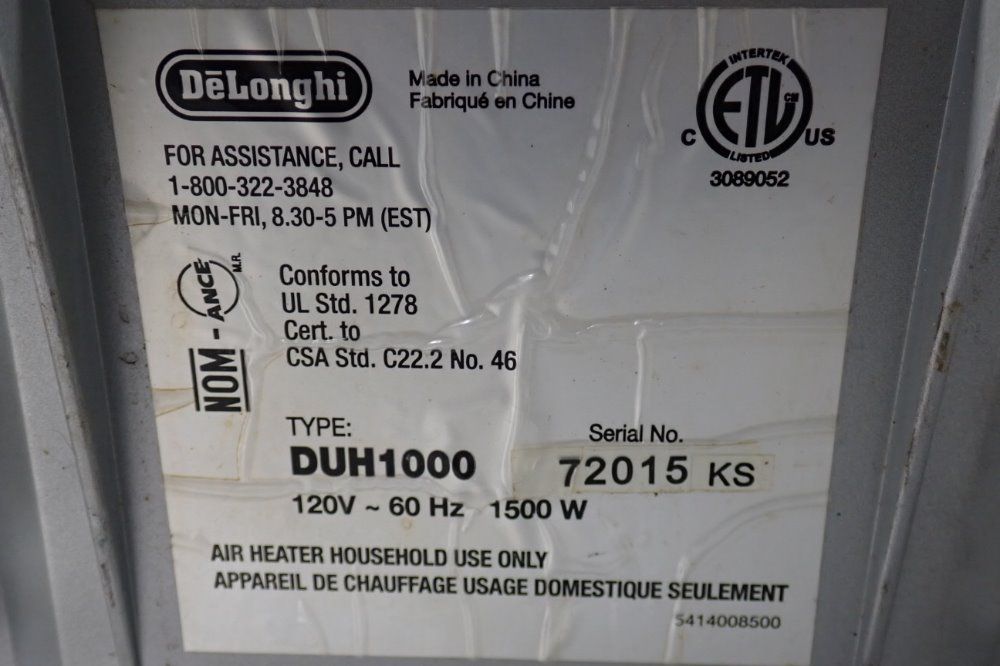 DēLonghi
Made in China
Fabriqué en Chine
INTERTEK
ETL CM
C US
LISTED
3089052
FOR ASSISTANCE, CALL
1-800-322-3848
MON-FRI, 8.30-5 PM (EST)
NOM - ANCE M.R.
Conforms to
UL Std. 1278
Cert. to
CSA Std. C22.2 No. 46
TYPE:
DUH1000
120V ~ 60 Hz 1500 W
Serial No.
72015 KS
AIR HEATER HOUSEHOLD USE ONLY
APPAREIL DE CHAUFFAGE USAGE DOMESTIQUE SEULEMENT
5414008500